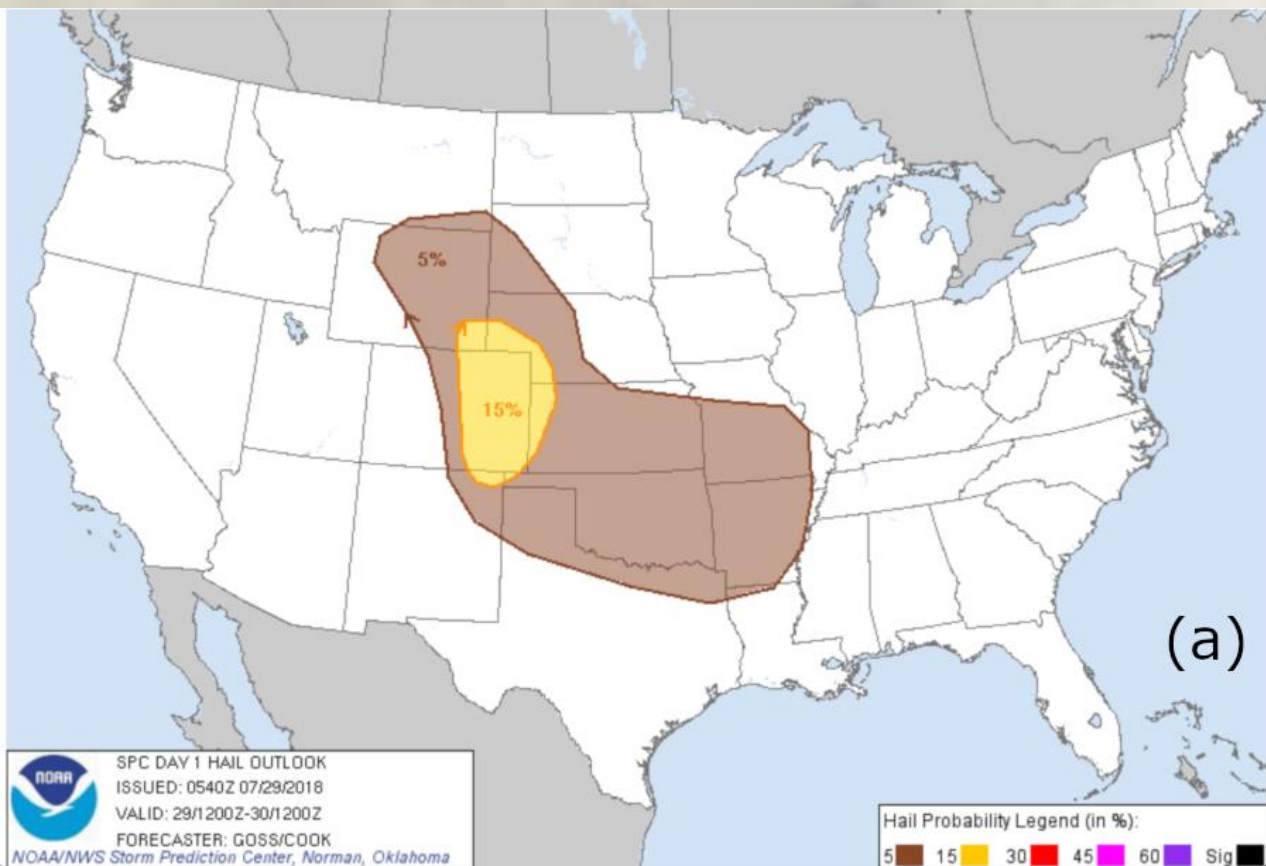 5%
15%
(a)
NOAA
SPC DAY 1 HAIL OUTLOOK
ISSUED: 0540Z 07/29/2018
VALID: 29/1200Z-30/1200Z
FORECASTER: GOSS/COOK
NOAA/NWS Storm Prediction Center, Norman, Oklahoma
Hail Probability Legend (in %):
5 15 30 45 60 Sig